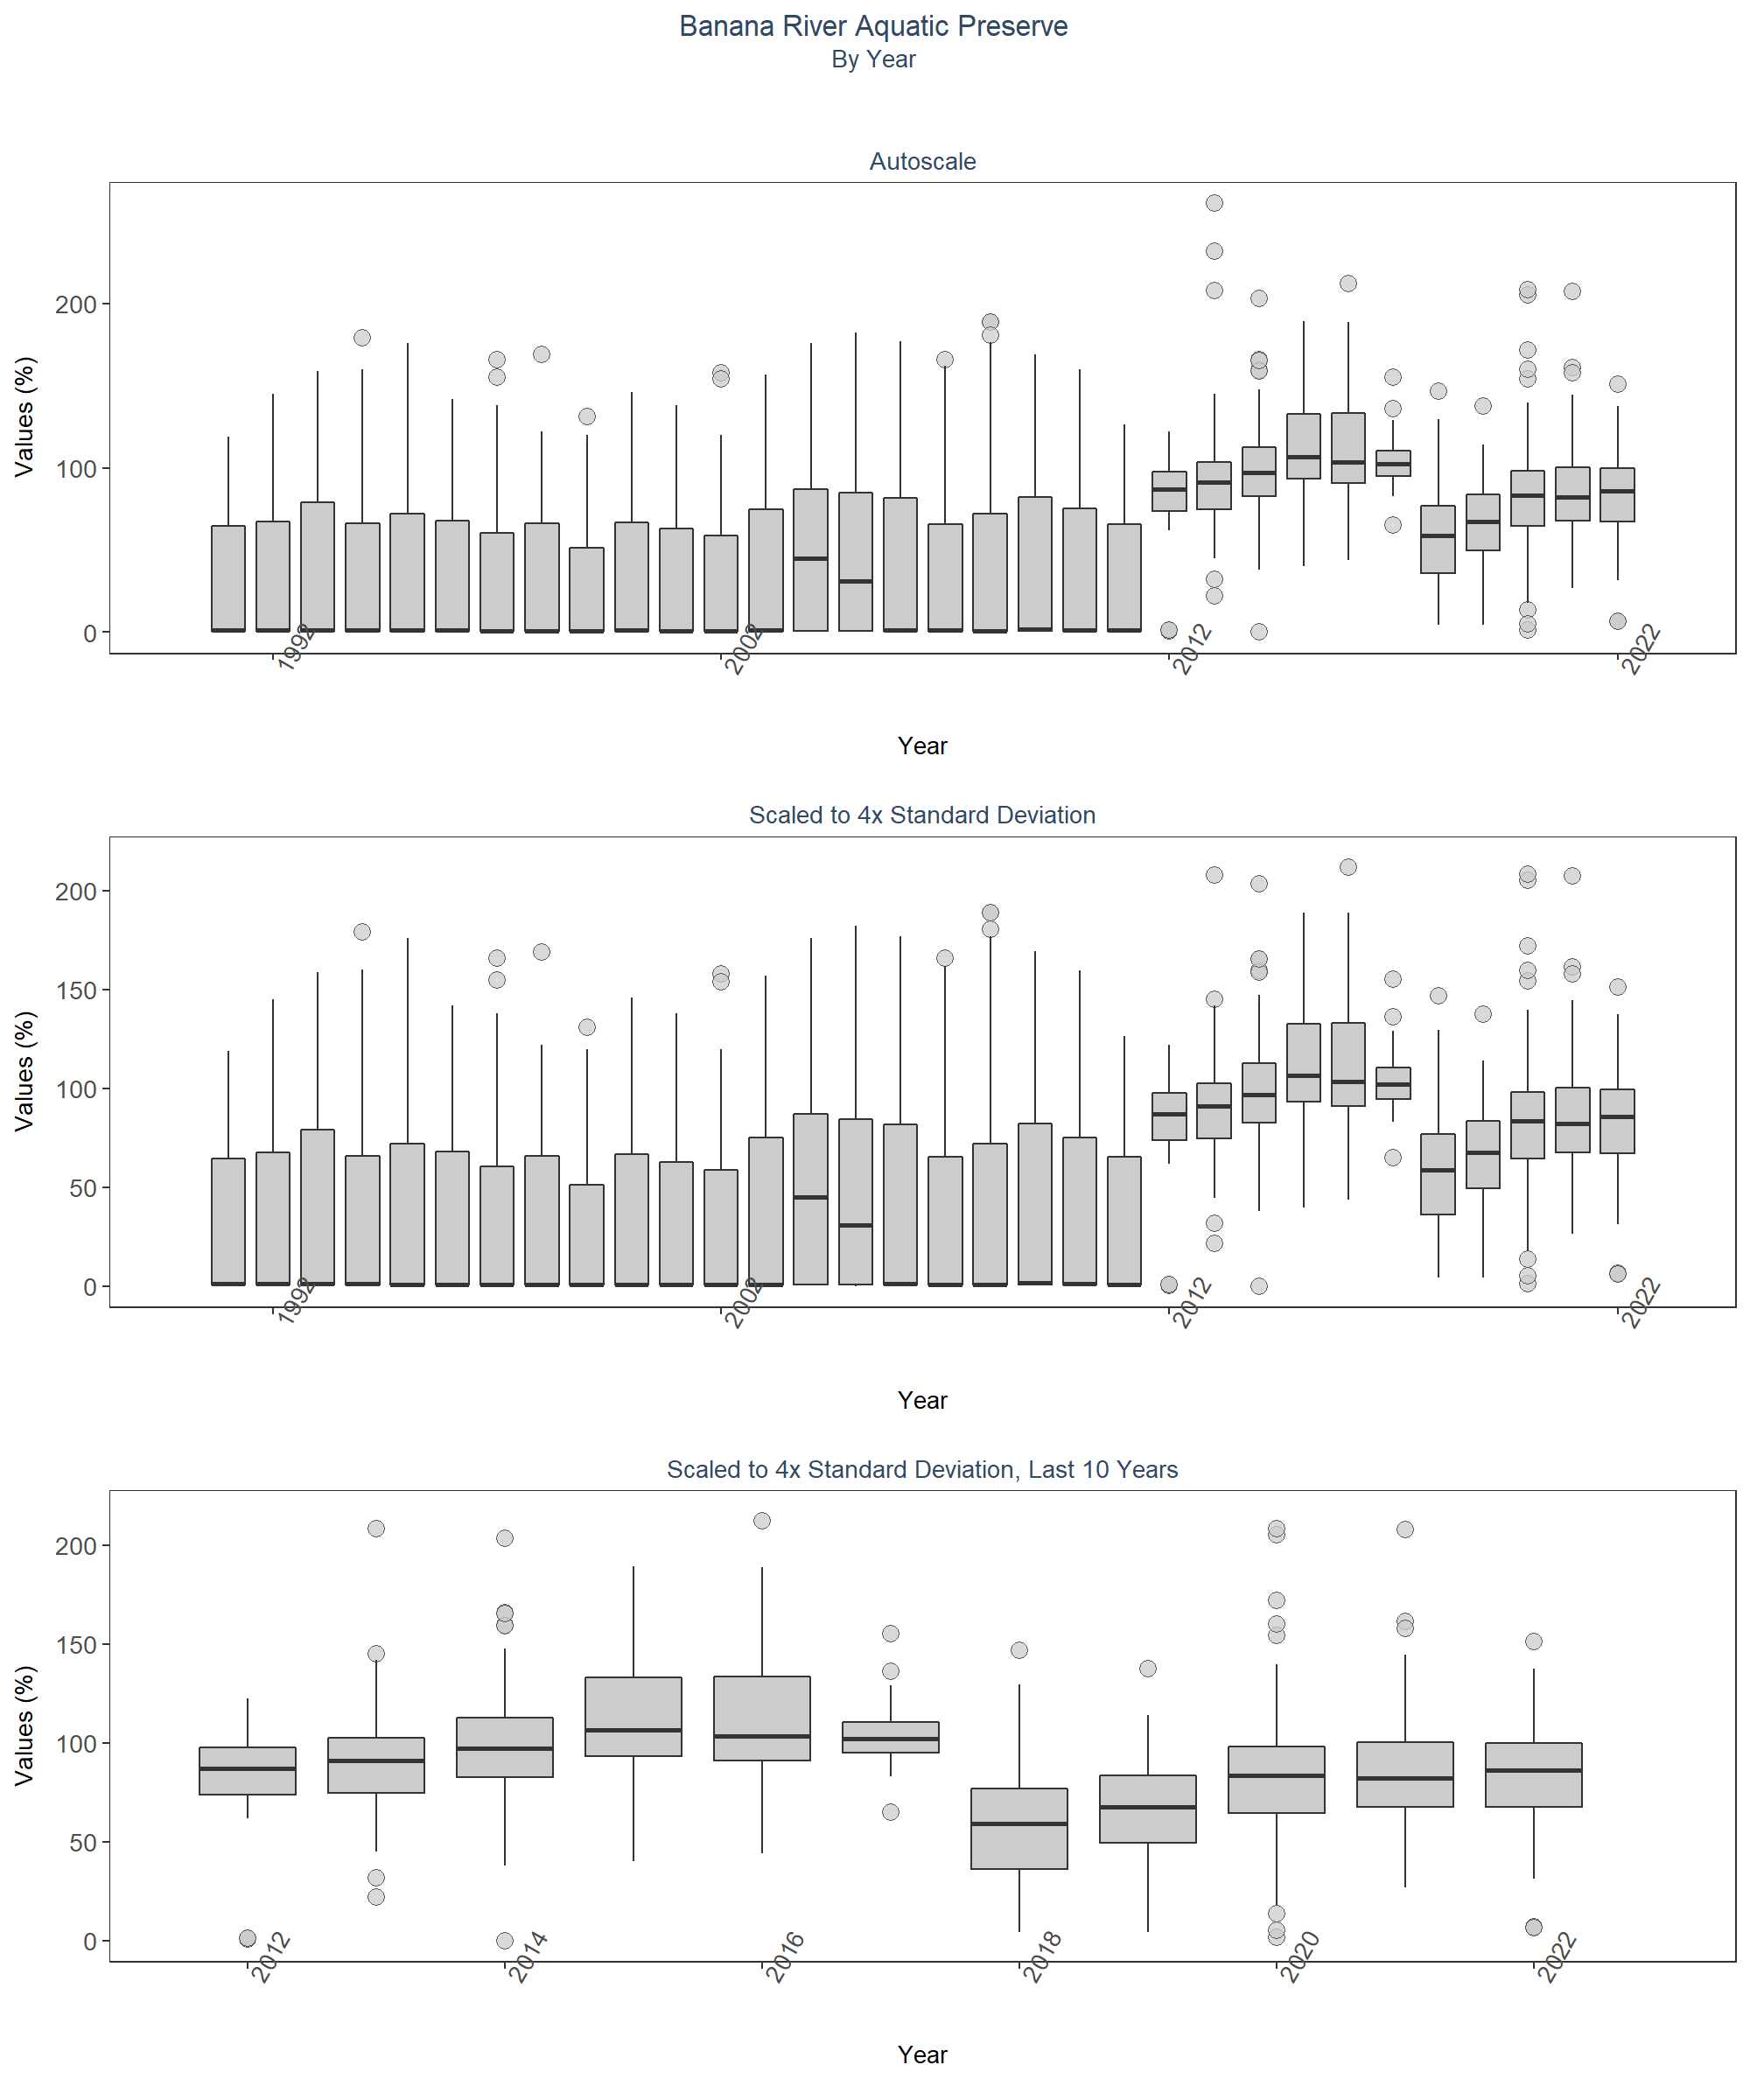 Banana River Aquatic Preserve
By Year
Autoscale
Values (%)
200
100
0
1992
2002
2012
2022
Year
Scaled to 4x Standard Deviation
Values (%)
200
150
100
50
0
1992
2002
2012
2022
Year
Scaled to 4x Standard Deviation, Last 10 Years
Values (%)
200
150
100
50
0
2012
2014
2016
2018
2020
2022
Year